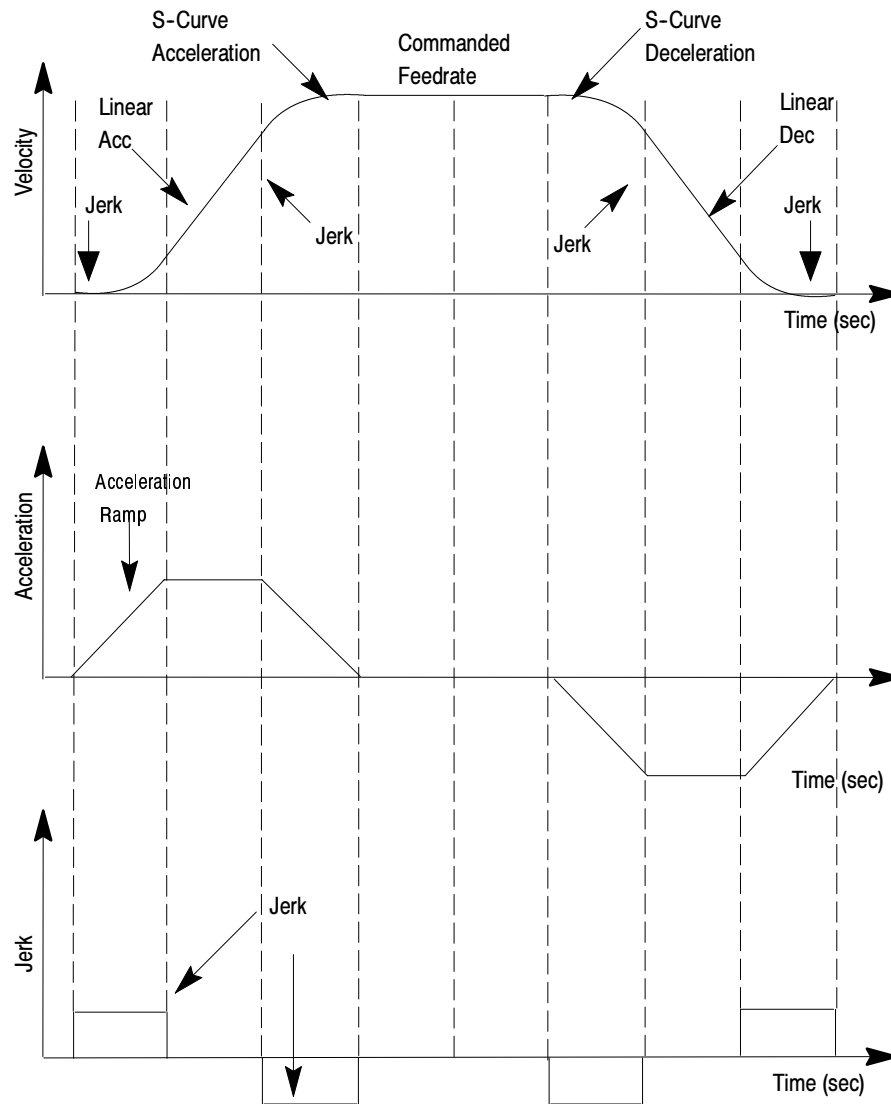 S-Curve
Acceleration
Commanded
Feedrate
S-Curve
Deceleration
Linear
Acc
Linear
Dec
Velocity
Jerk
Jerk
Jerk
Jerk
Time (sec)
Acceleration
Ramp
Acceleration
Time (sec)
Jerk
Jerk
Time (sec)